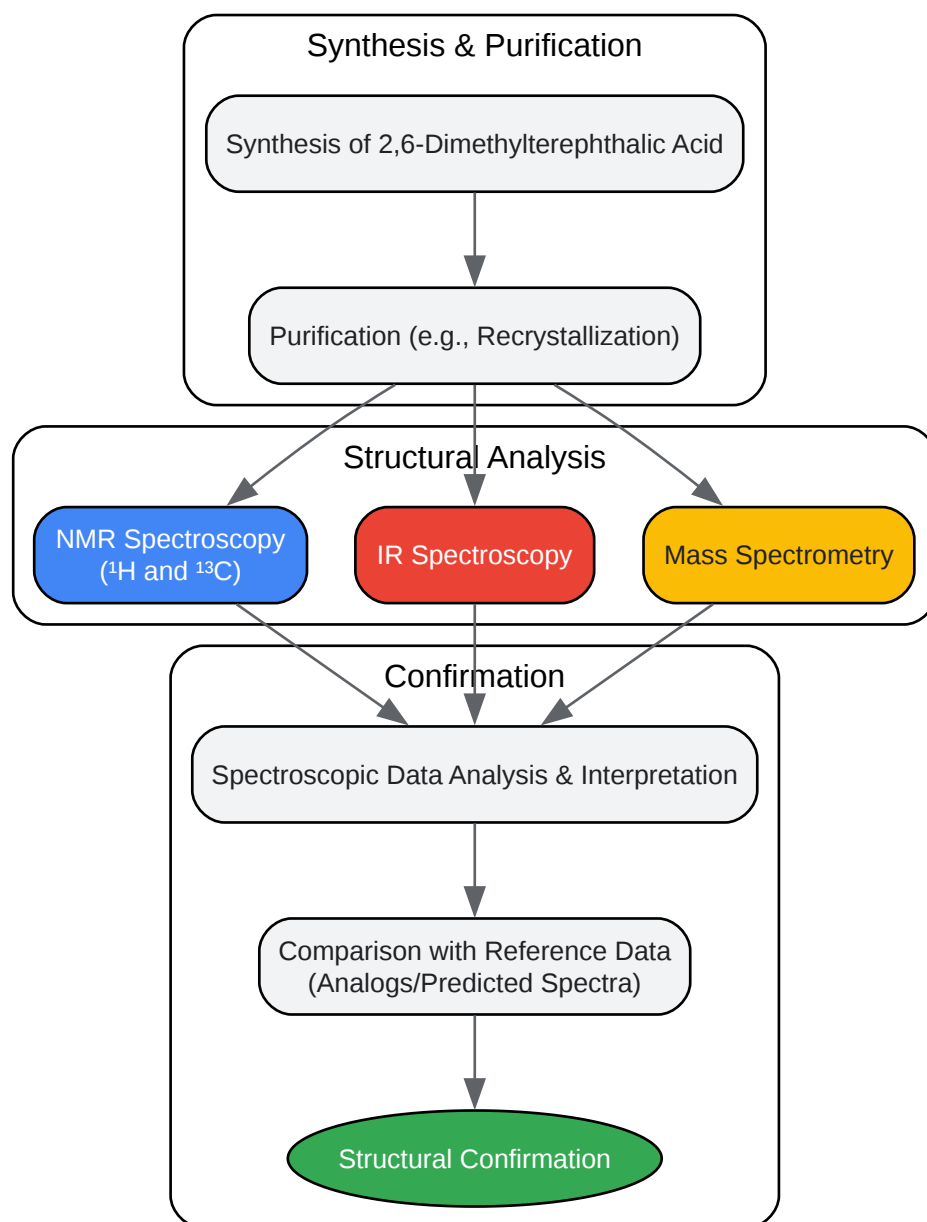 Synthesis & Purification
Synthesis of 2,6-Dimethylterephthalic Acid
Purification (e.g., Recrystallization)
Structural Analysis
NMR Spectroscopy
(¹H and ¹³C)
IR Spectroscopy
Mass Spectrometry
Confirmation
Spectroscopic Data Analysis & Interpretation
Comparison with Reference Data
(Analogs/Predicted Spectra)
Structural Confirmation